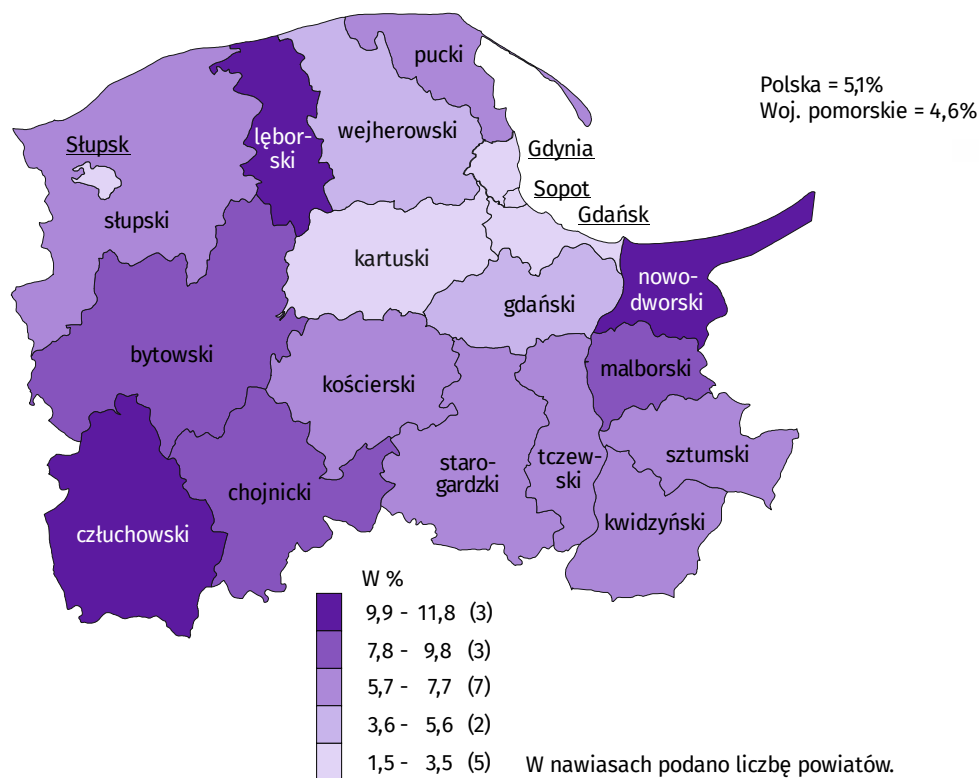 pucki
Polska = 5,1%
Woj. pomorskie = 4,6%
lębor-
ski
wejherowski
Słupsk
Gdynia
Sopot
Gdańsk
słupski
kartuski
nowo-
dworski
gdański
bytowski
kościerski
malborski
staro-
gardzki
tczew-
ski
sztumski
chojnicki
kwidzyński
człuchowski
W %
9,9 - 11,8 (3)
7,8 - 9,8 (3)
5,7 - 7,7 (7)
3,6 - 5,6 (2)
1,5 - 3,5 (5)
W nawiasach podano liczbę powiatów.